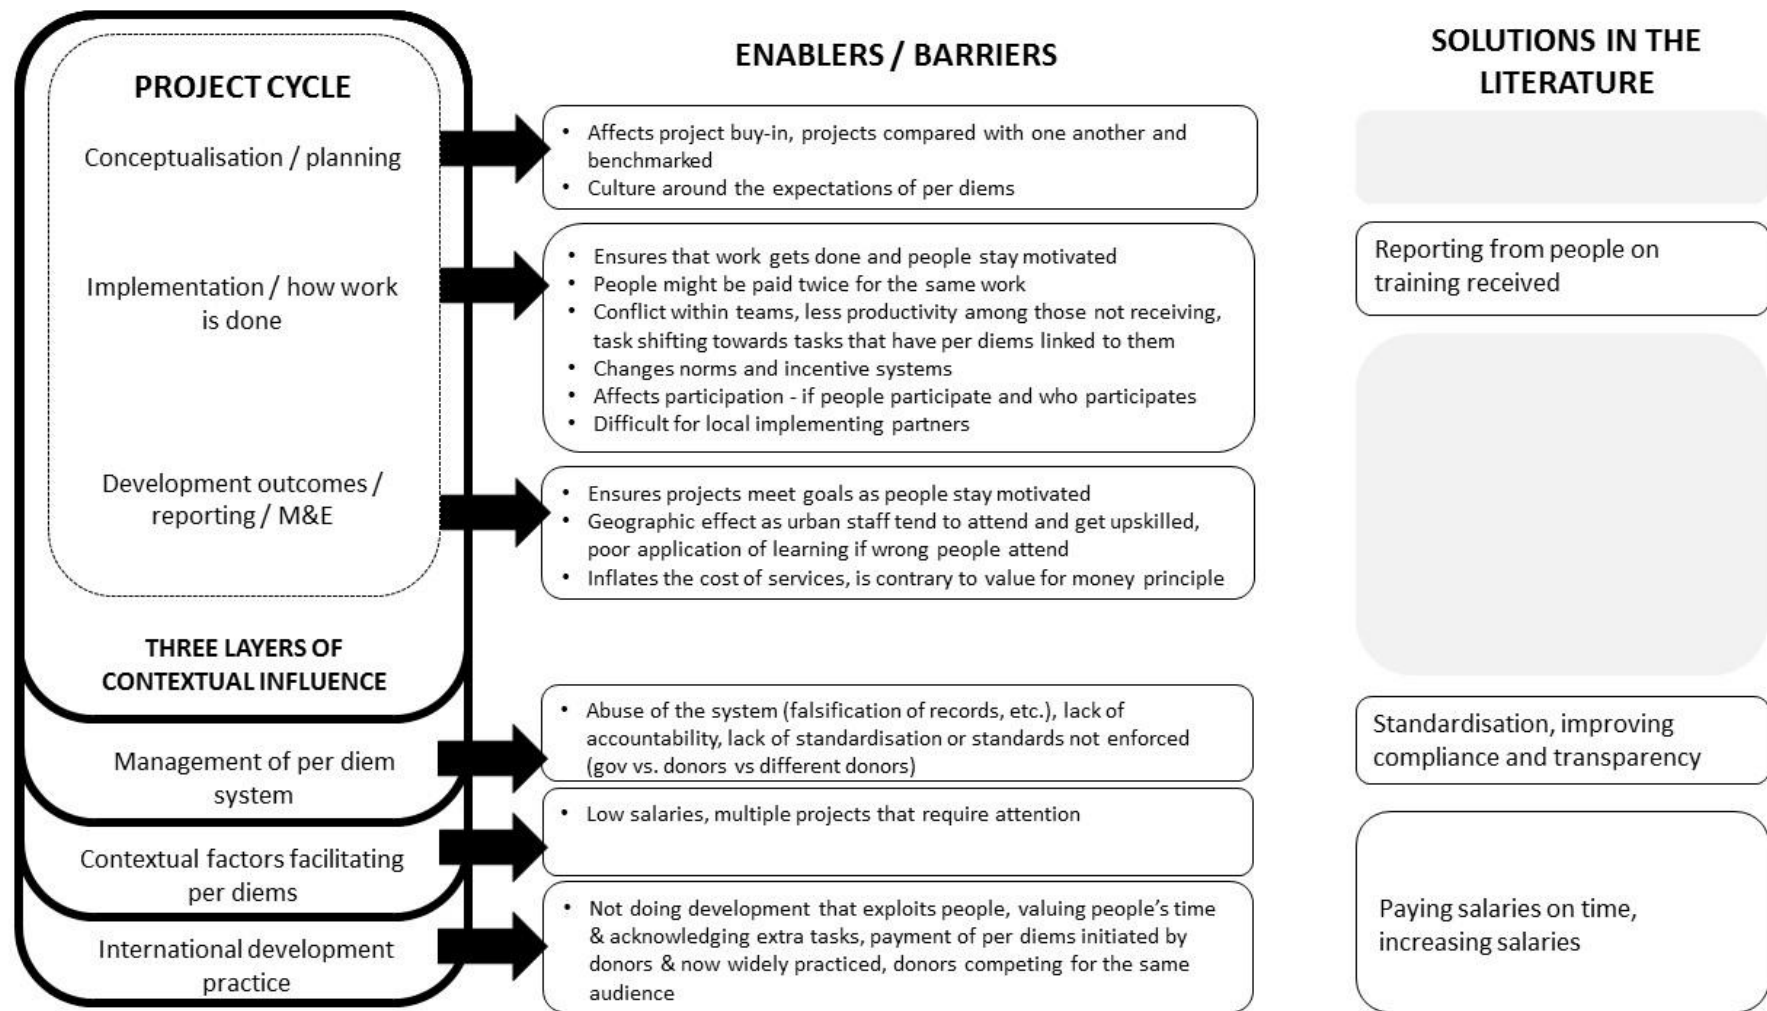 PROJECT CYCLE
Conceptualisation / planning
Implementation / how work
is done
Development outcomes /
reporting / M&E
THREE LAYERS OF
CONTEXTUAL INFLUENCE
Management of per diem
system
Contextual factors facilitating
per diems
International development
practice
ENABLERS / BARRIERS
• Affects project buy-in, projects compared with one another and
benchmarked
• Culture around the expectations of per diems
• Ensures that work gets done and people stay motivated
• People might be paid twice for the same work
• Conflict within teams, less productivity among those not receiving,
task shifting towards tasks that have per diems linked to them
• Changes norms and incentive systems
• Affects participation - if people participate and who participates
• Difficult for local implementing partners
• Ensures projects meet goals as people stay motivated
• Geographic effect as urban staff tend to attend and get upskilled,
poor application of learning if wrong people attend
• Inflates the cost of services, is contrary to value for money principle
• Abuse of the system (falsification of records, etc.), lack of
accountability, lack of standardisation or standards not enforced
(gov vs. donors vs different donors)
• Low salaries, multiple projects that require attention
• Not doing development that exploits people, valuing people's time
& acknowledging extra tasks, payment of per diems initiated by
donors & now widely practiced, donors competing for the same
audience
SOLUTIONS IN THE
LITERATURE
Reporting from people on
training received
Standardisation, improving
compliance and transparency
Paying salaries on time,
increasing salaries